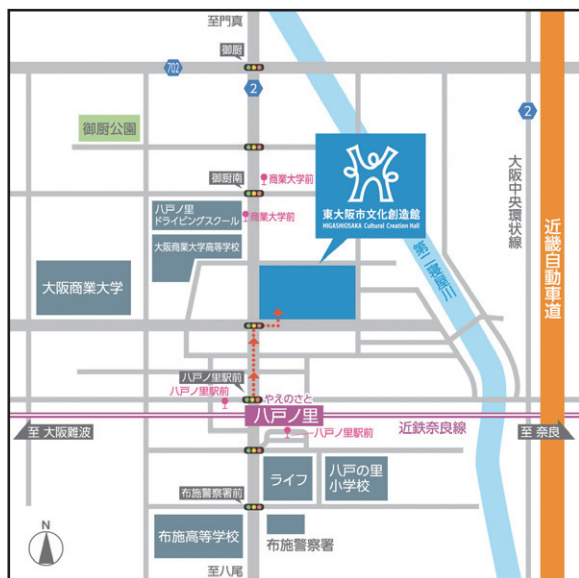 至門真
御厨
702
2
御厨公園
御厨南
商業大学前
2
大阪中央環状線
近畿自動車道
東大阪市文化創造館
HIGASHIOSAKA Cultural Creation Hall
八戸ノ里
ドライビングスクール
商業大学前
大阪商業大学高等学校
第二寝屋川
大阪商業大学
八戸ノ里駅前
八戸ノ里駅前
やえのさと
八戸ノ里
近鉄奈良線
至 大阪難波
八戸ノ里駅前
至 奈良
ライフ
八戸の里
小学校
布施警察署前
N
布施高等学校
布施警察署
至八尾